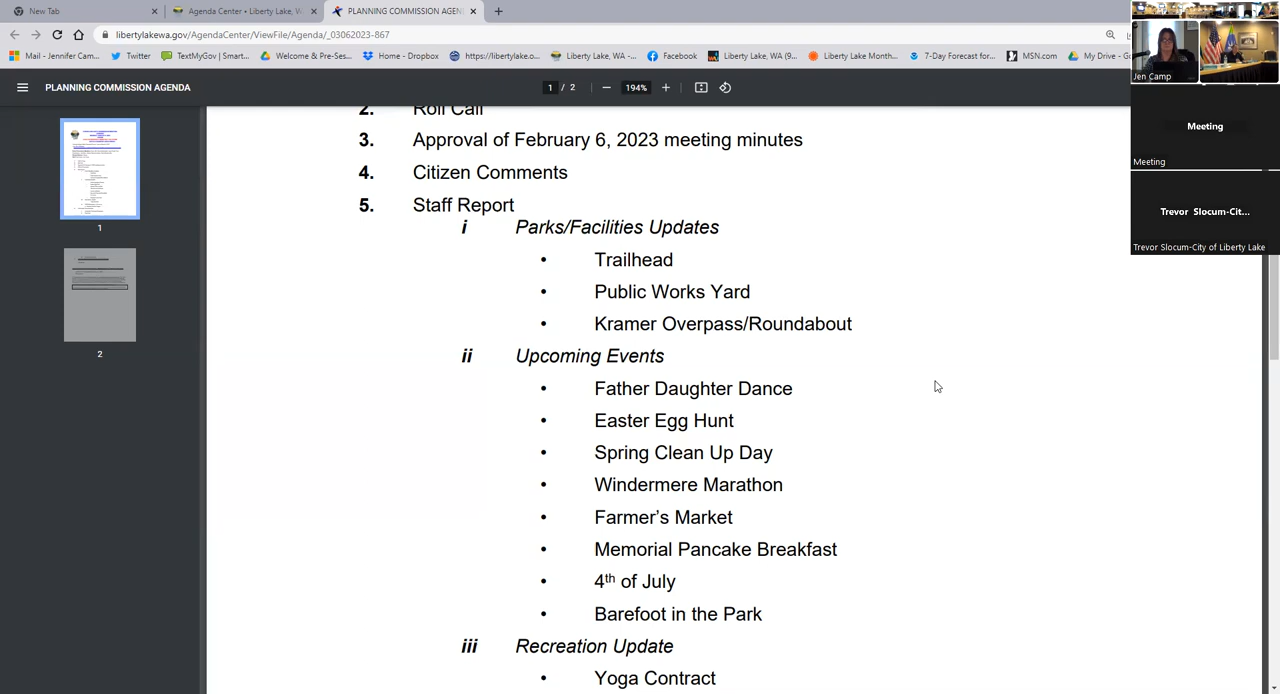 New Tab
Agenda Center • Liberty Lake, W
PLANNING COMMISSION AGEN
libertylakewa.gov/AgendaCenter/ViewFile/Agenda/_03062023-867
Mail - Jennifer Cam...
Twitter
TextMyGov | Smart...
Welcome & Pre-Ses...
Home - Dropbox
https://libertylake.o...
Liberty Lake, WA -...
Facebook
Liberty Lake, WA (9...
Liberty Lake Month...
7-Day Forecast for...
MSN.com
My Drive - Go
PLANNING COMMISSION AGENDA
1 / 2
194%
2. Roll Call
3. Approval of February 6, 2023 meeting minutes
4. Citizen Comments
5. Staff Report
i Parks/Facilities Updates
• Trailhead
• Public Works Yard
• Kramer Overpass/Roundabout
ii Upcoming Events
• Father Daughter Dance
• Easter Egg Hunt
• Spring Clean Up Day
• Windermere Marathon
• Farmer's Market
• Memorial Pancake Breakfast
• 4th of July
• Barefoot in the Park
iii Recreation Update
• Yoga Contract
1
2
Jen Camp
Meeting
Meeting
Trevor Slocum-Cit...
Trevor Slocum-City of Liberty Lake